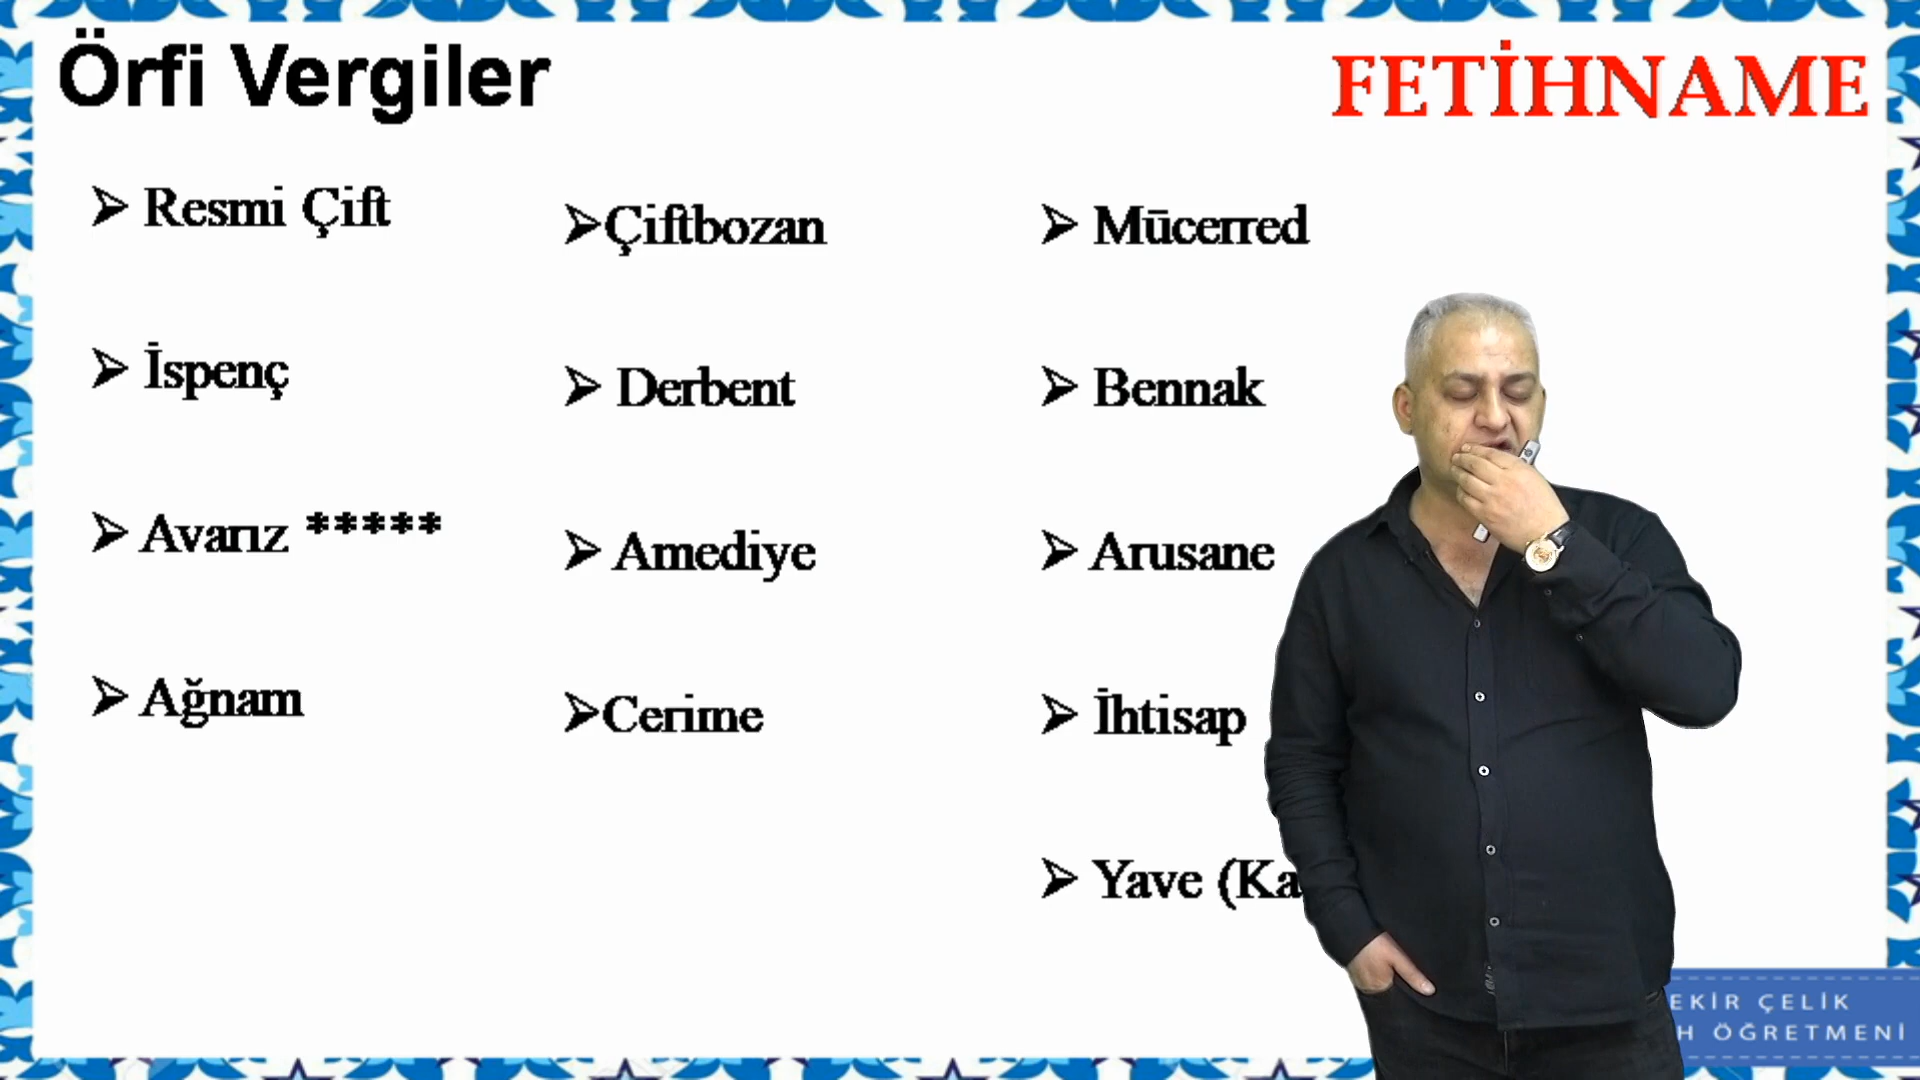 Örfi Vergiler
FETİHNAME
➢ Resmi Çift
➢ İspenç
➢ Avarız *****
➢ Ağnam
➢Çiftbozan
➢ Derbent
➢ Amediye
➢Cerime
➢ Mücerred
➢ Bennak
➢ Arusane
➢ İhtisap
➢ Yave
ÇELİK
ÖĞRETMENİ